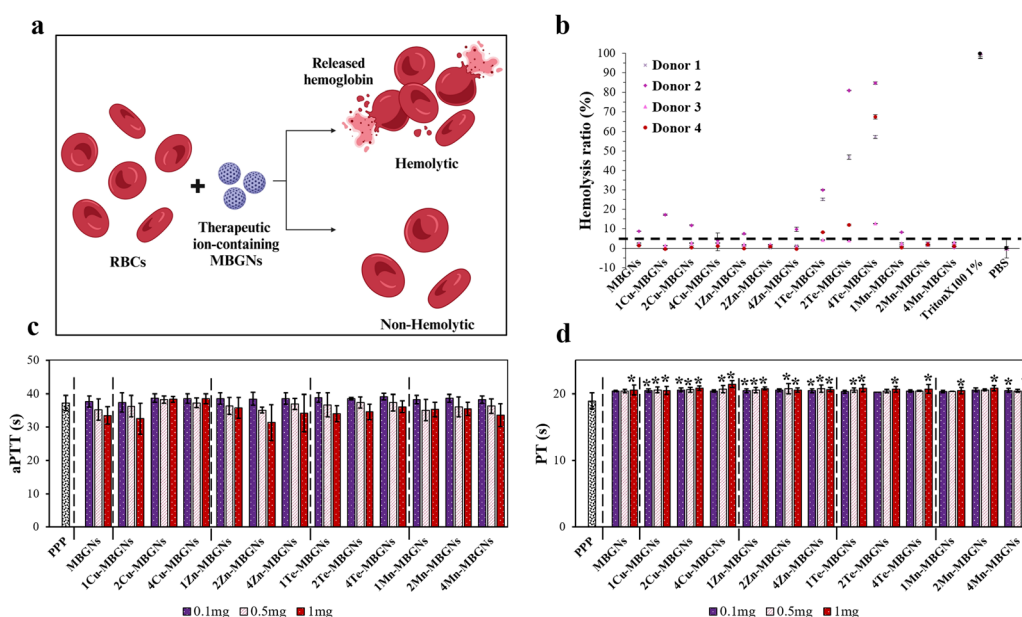 a
Released
hemoglobin
Hemolytic
+
RBCs
Therapeutic
ion-containing
MBGNs
Non-Hemolytic
b
Hemolysis ratio (%)
100
90
80
70
60
50
40
30
20
10
0
-10
Donor 1
Donor 2
Donor 3
Donor 4
MBGNs
1Cu-MBGNs
2Cu-MBGNs
4Cu-MBGNs
1Zn-MBGNs
2Zn-MBGNs
4Zn-MBGNs
1Te-MBGNs
2Te-MBGNs
4Te-MBGNs
1Mn-MBGNs
2Mn-MBGNs
4Mn-MBGNs
TritonX100 1%
PBS
c
aPTT (s)
50
40
30
20
10
0
PPP
MBGNs
1Cu-MBGNs
2Cu-MBGNs
4Cu-MBGNs
1Zn-MBGNs
2Zn-MBGNs
4Zn-MBGNs
1Te-MBGNs
2Te-MBGNs
4Te-MBGNs
1Mn-MBGNs
2Mn-MBGNs
4Mn-MBGNs
0.1mg 0.5mg 1mg
d
PT (s)
20
10
0
* *** **** *** *** ** *** *** ** * * * * * *
PPP
MBGNs
1Cu-MBGNs
2Cu-MBGNs
4Cu-MBGNs
1Zn-MBGNs
2Zn-MBGNs
4Zn-MBGNs
1Te-MBGNs
2Te-MBGNs
4Te-MBGNs
1Mn-MBGNs
2Mn-MBGNs
4Mn-MBGNs
0.1mg 0.5mg 1mg